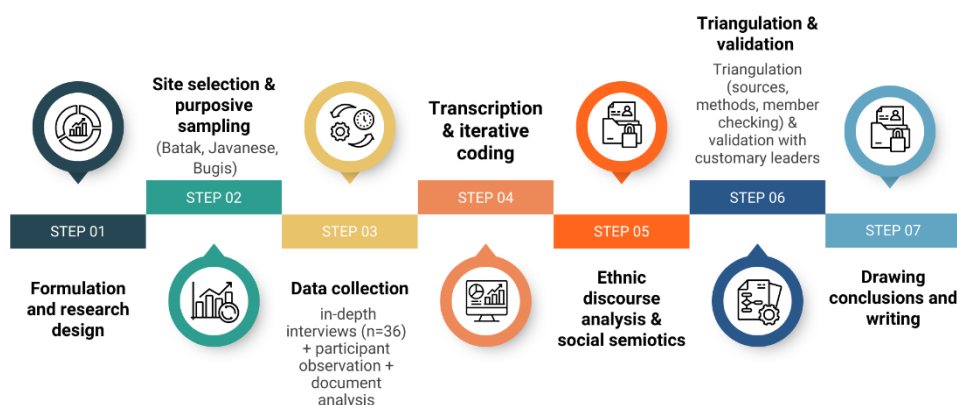 STEP 01
Formulation
and research
design
Site selection &
purposive
sampling
(Batak, Javanese,
Bugis)
STEP 02
STEP 03
Data collection
in-depth
interviews (n=36)
+ participant
observation +
document
analysis
Transcription
& iterative
coding
STEP 04
STEP 05
Ethnic
discourse
analysis &
social semiotics
Triangulation &
validation
Triangulation
(sources,
methods, member
checking) &
validation with
customary leaders
STEP 06
STEP 07
Drawing
conclusions and
writing